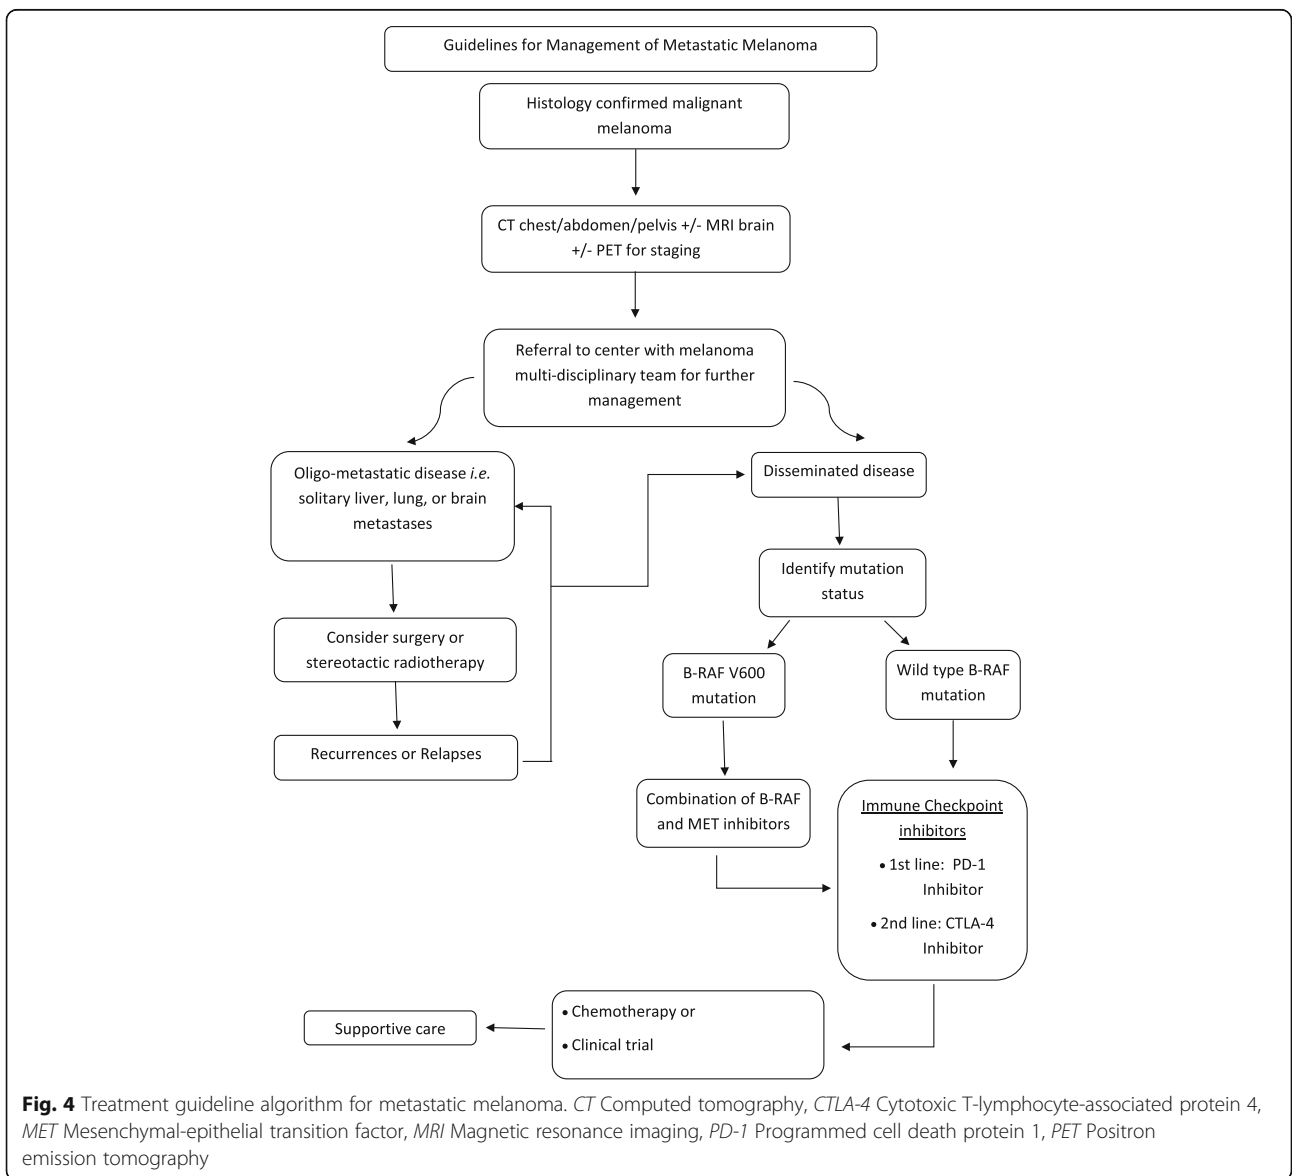 Guidelines for Management of Metastatic Melanoma
Histology confirmed malignant
melanoma
CT chest/abdomen/pelvis +/- MRI brain
+/- PET for staging
Referral to center with melanoma
multi-disciplinary team for further
management
Oligo-metastatic disease i.e.
solitary liver, lung, or brain
metastases
Consider surgery or
stereotactic radiotherapy
Recurrences or Relapses
Disseminated disease
Identify mutation
status
B-RAF V600
mutation
Wild type B-RAF
mutation
Combination of B-RAF
and MET inhibitors
Immune Checkpoint
inhibitors
• 1st line: PD-1
Inhibitor
• 2nd line: CTLA-4
Inhibitor
• Chemotherapy or
• Clinical trial
Supportive care
Fig. 4 Treatment guideline algorithm for metastatic melanoma. CT Computed tomography, CTLA-4 Cytotoxic T-lymphocyte-associated protein 4,
MET Mesenchymal-epithelial transition factor, MRI Magnetic resonance imaging, PD-1 Programmed cell death protein 1, PET Positron
emission tomography